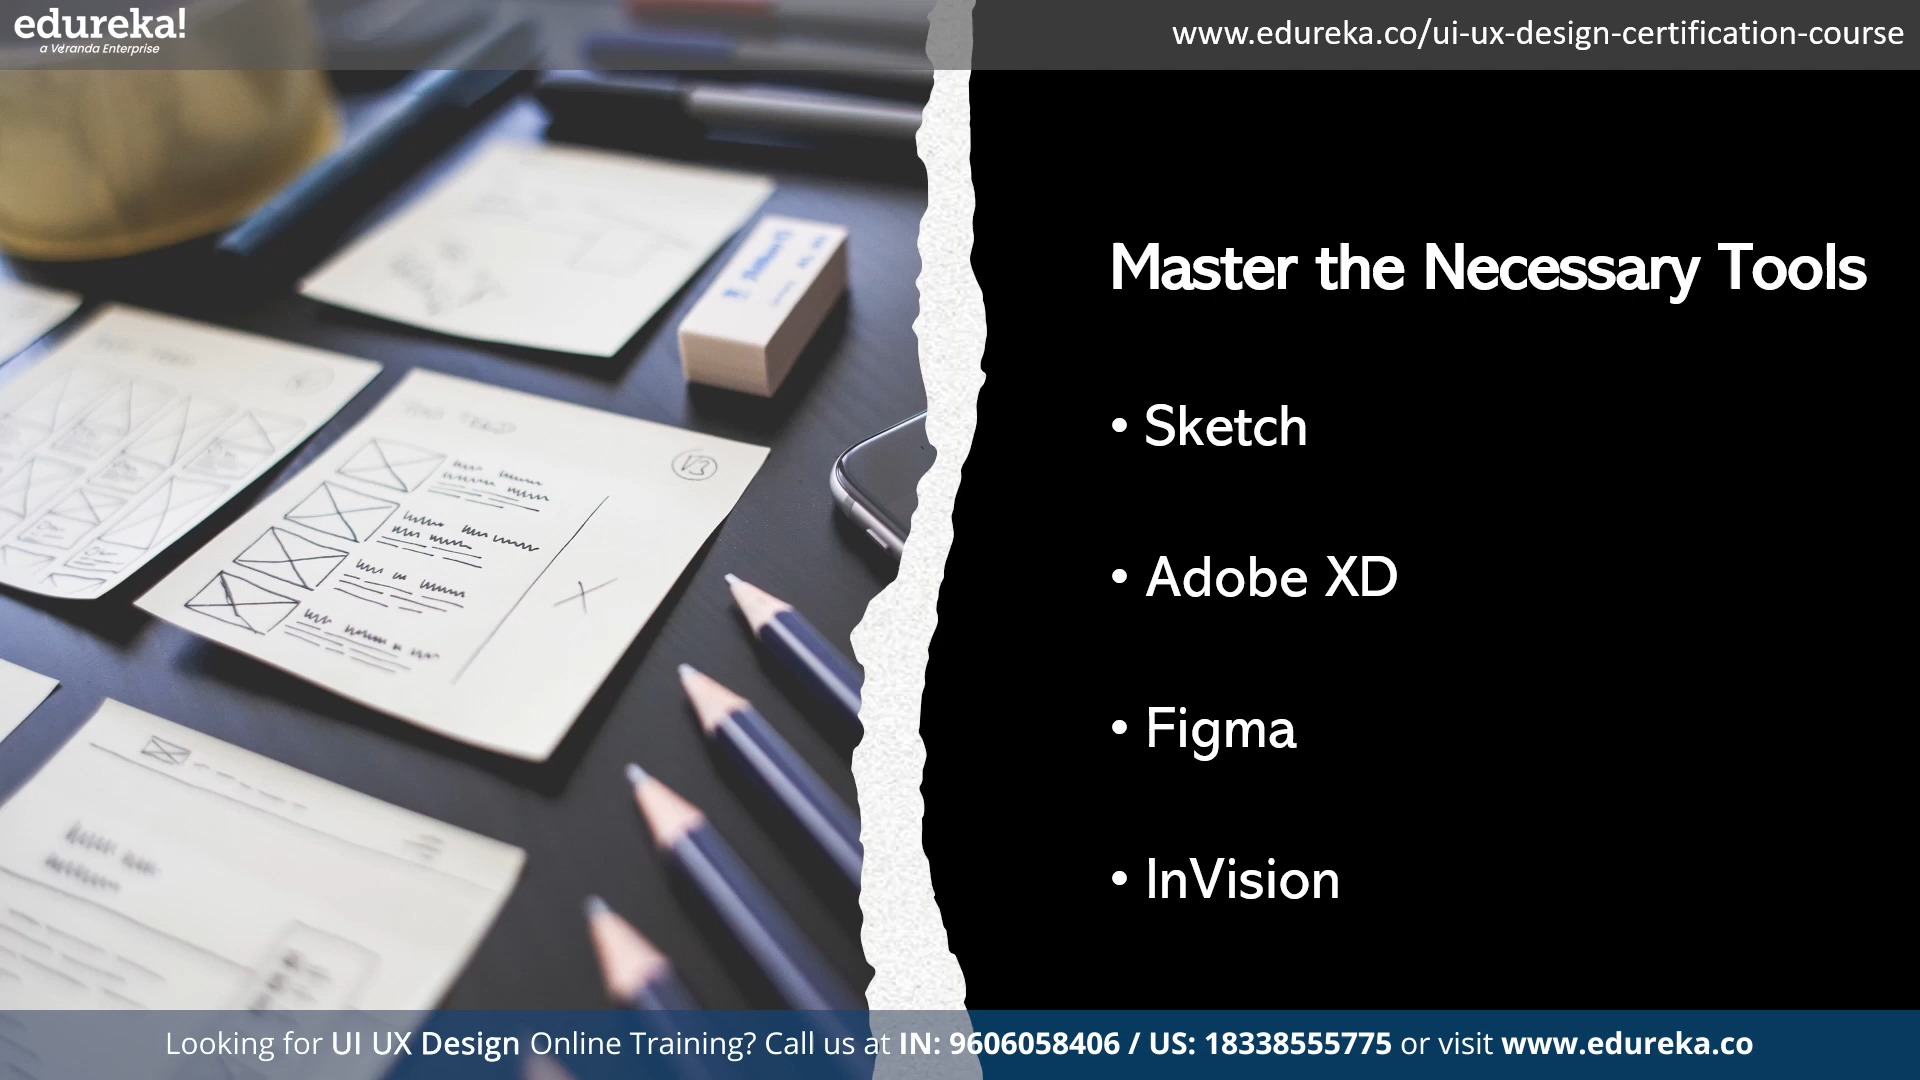 edureka!
a Veranda Enterprise
www.edureka.co/ui-ux-design-certification-course
V3
Master the Necessary Tools
• Sketch
• Adobe XD
• Figma
• InVision
Looking for UI UX Design Online Training? Call us at IN: 9606058406 / US: 18338555775 or visit www.edureka.co